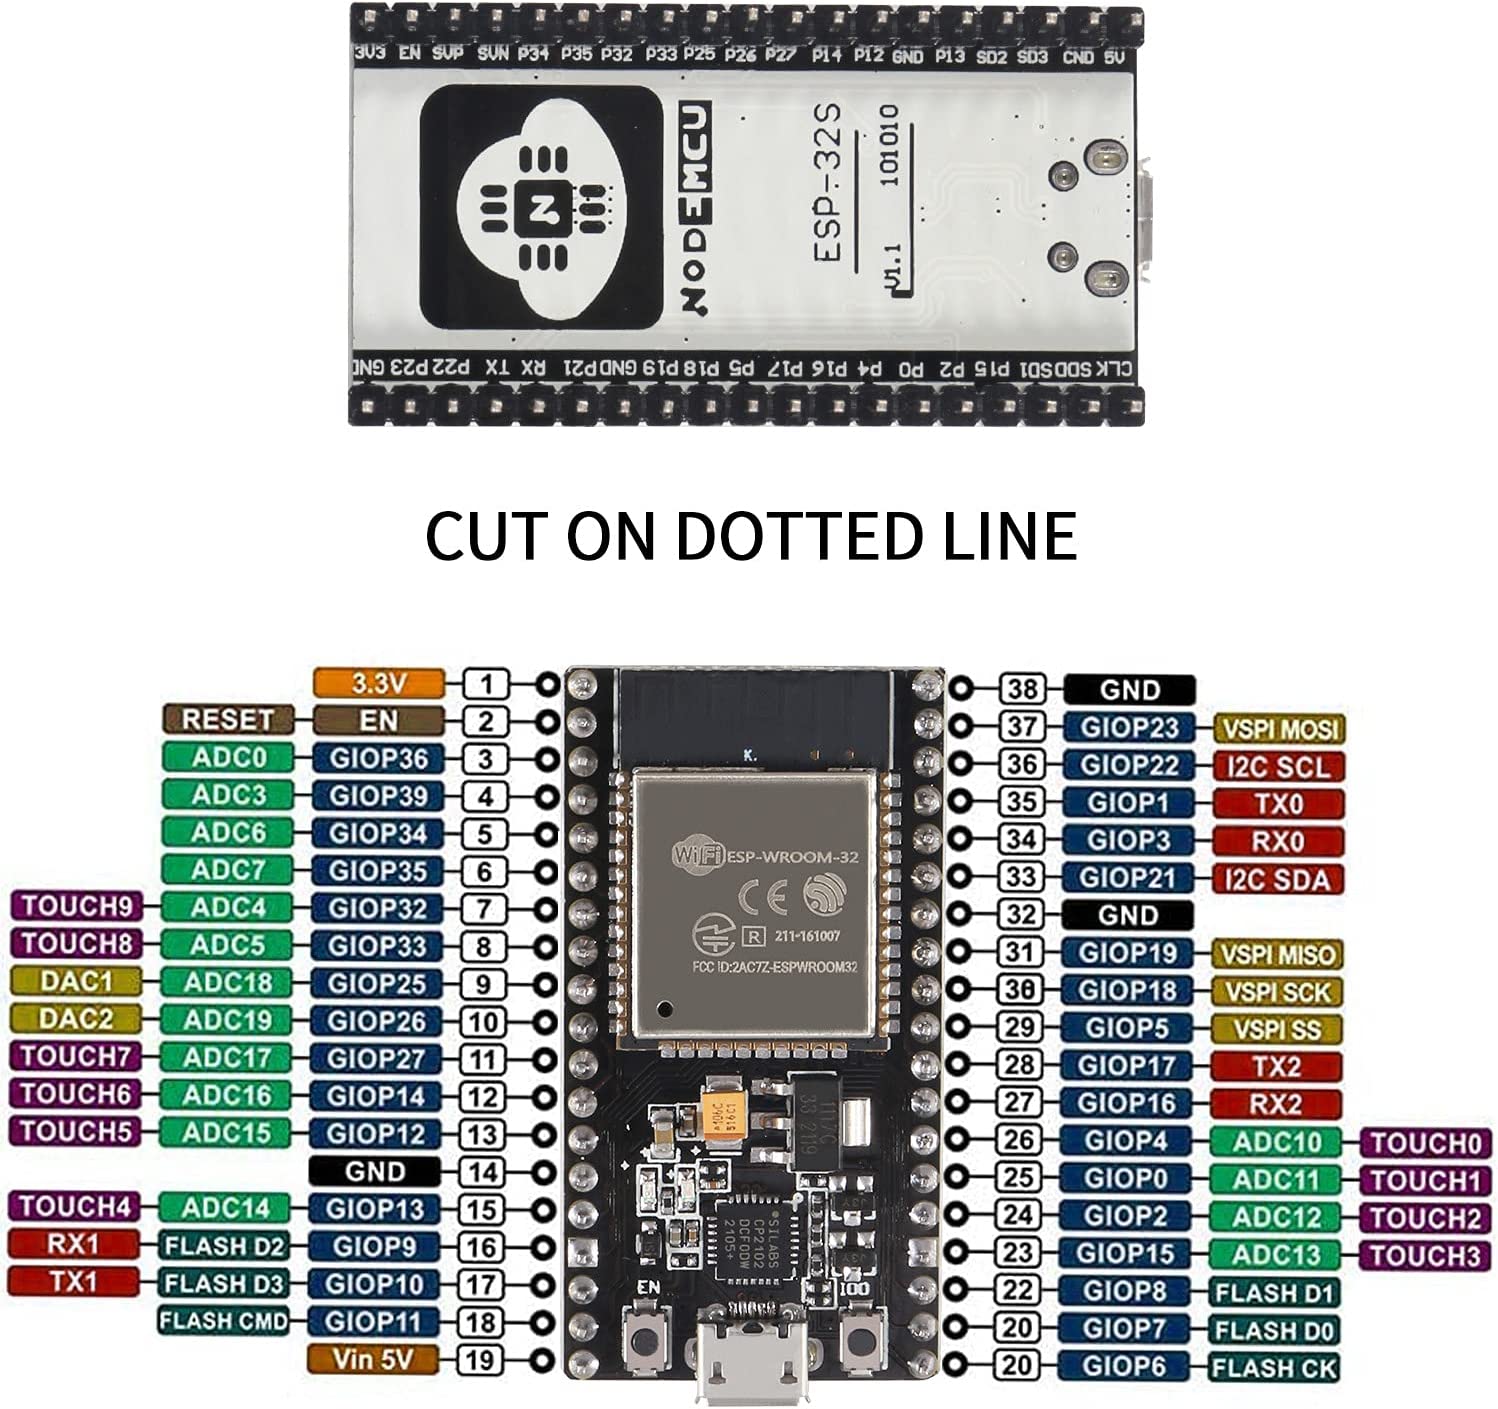 3V3 EN SVP SVN P34 P35 P32 P33 P25 P26 P27 P14 P12 GND P13 SD2 SD3 CND 5V
NODEMCU
ESP-32S
V1.1 101010
GND P23 P22 TX RX P21 GND P19 P18 P5 P17 P16 P4 P0 P2 P15 SD1 SD0 CLK
CUT ON DOTTED LINE
3.3V 1 38 GND
RESET EN 2 37 GIOP23 VSPI MOSI
ADC0 GIOP36 3 36 GIOP22 I2C SCL
ADC3 GIOP39 4 35 GIOP1 TX0
ADC6 GIOP34 5 34 GIOP3 RX0
ADC7 GIOP35 6 33 GIOP21 I2C SDA
TOUCH9 ADC4 GIOP32 7 32 GND
TOUCH8 ADC5 GIOP33 8 31 GIOP19 VSPI MISO
DAC1 ADC18 GIOP25 9 30 GIOP18 VSPI SCK
DAC2 ADC19 GIOP26 10 29 GIOP5 VSPI SS
TOUCH7 ADC17 GIOP27 11 28 GIOP17 TX2
TOUCH6 ADC16 GIOP14 12 27 GIOP16 RX2
TOUCH5 ADC15 GIOP12 13 26 GIOP4 ADC10 TOUCH0
GND 14 25 GIOP0 ADC11 TOUCH1
TOUCH4 ADC14 GIOP13 15 24 GIOP2 ADC12 TOUCH2
RX1 FLASH D2 GIOP9 16 23 GIOP15 ADC13 TOUCH3
TX1 FLASH D3 GIOP10 17 22 GIOP8 FLASH D1
FLASH CMD GIOP11 18 20 GIOP7 FLASH D0
Vin 5V 19 20 GIOP6 FLASH CK
K.
WiFi ESP-WROOM-32
CE
R 211-161007
FCC ID:2AC7Z-ESPWROOM32
SILABS
CP2102
DCF00W
2105+
EN
IO0